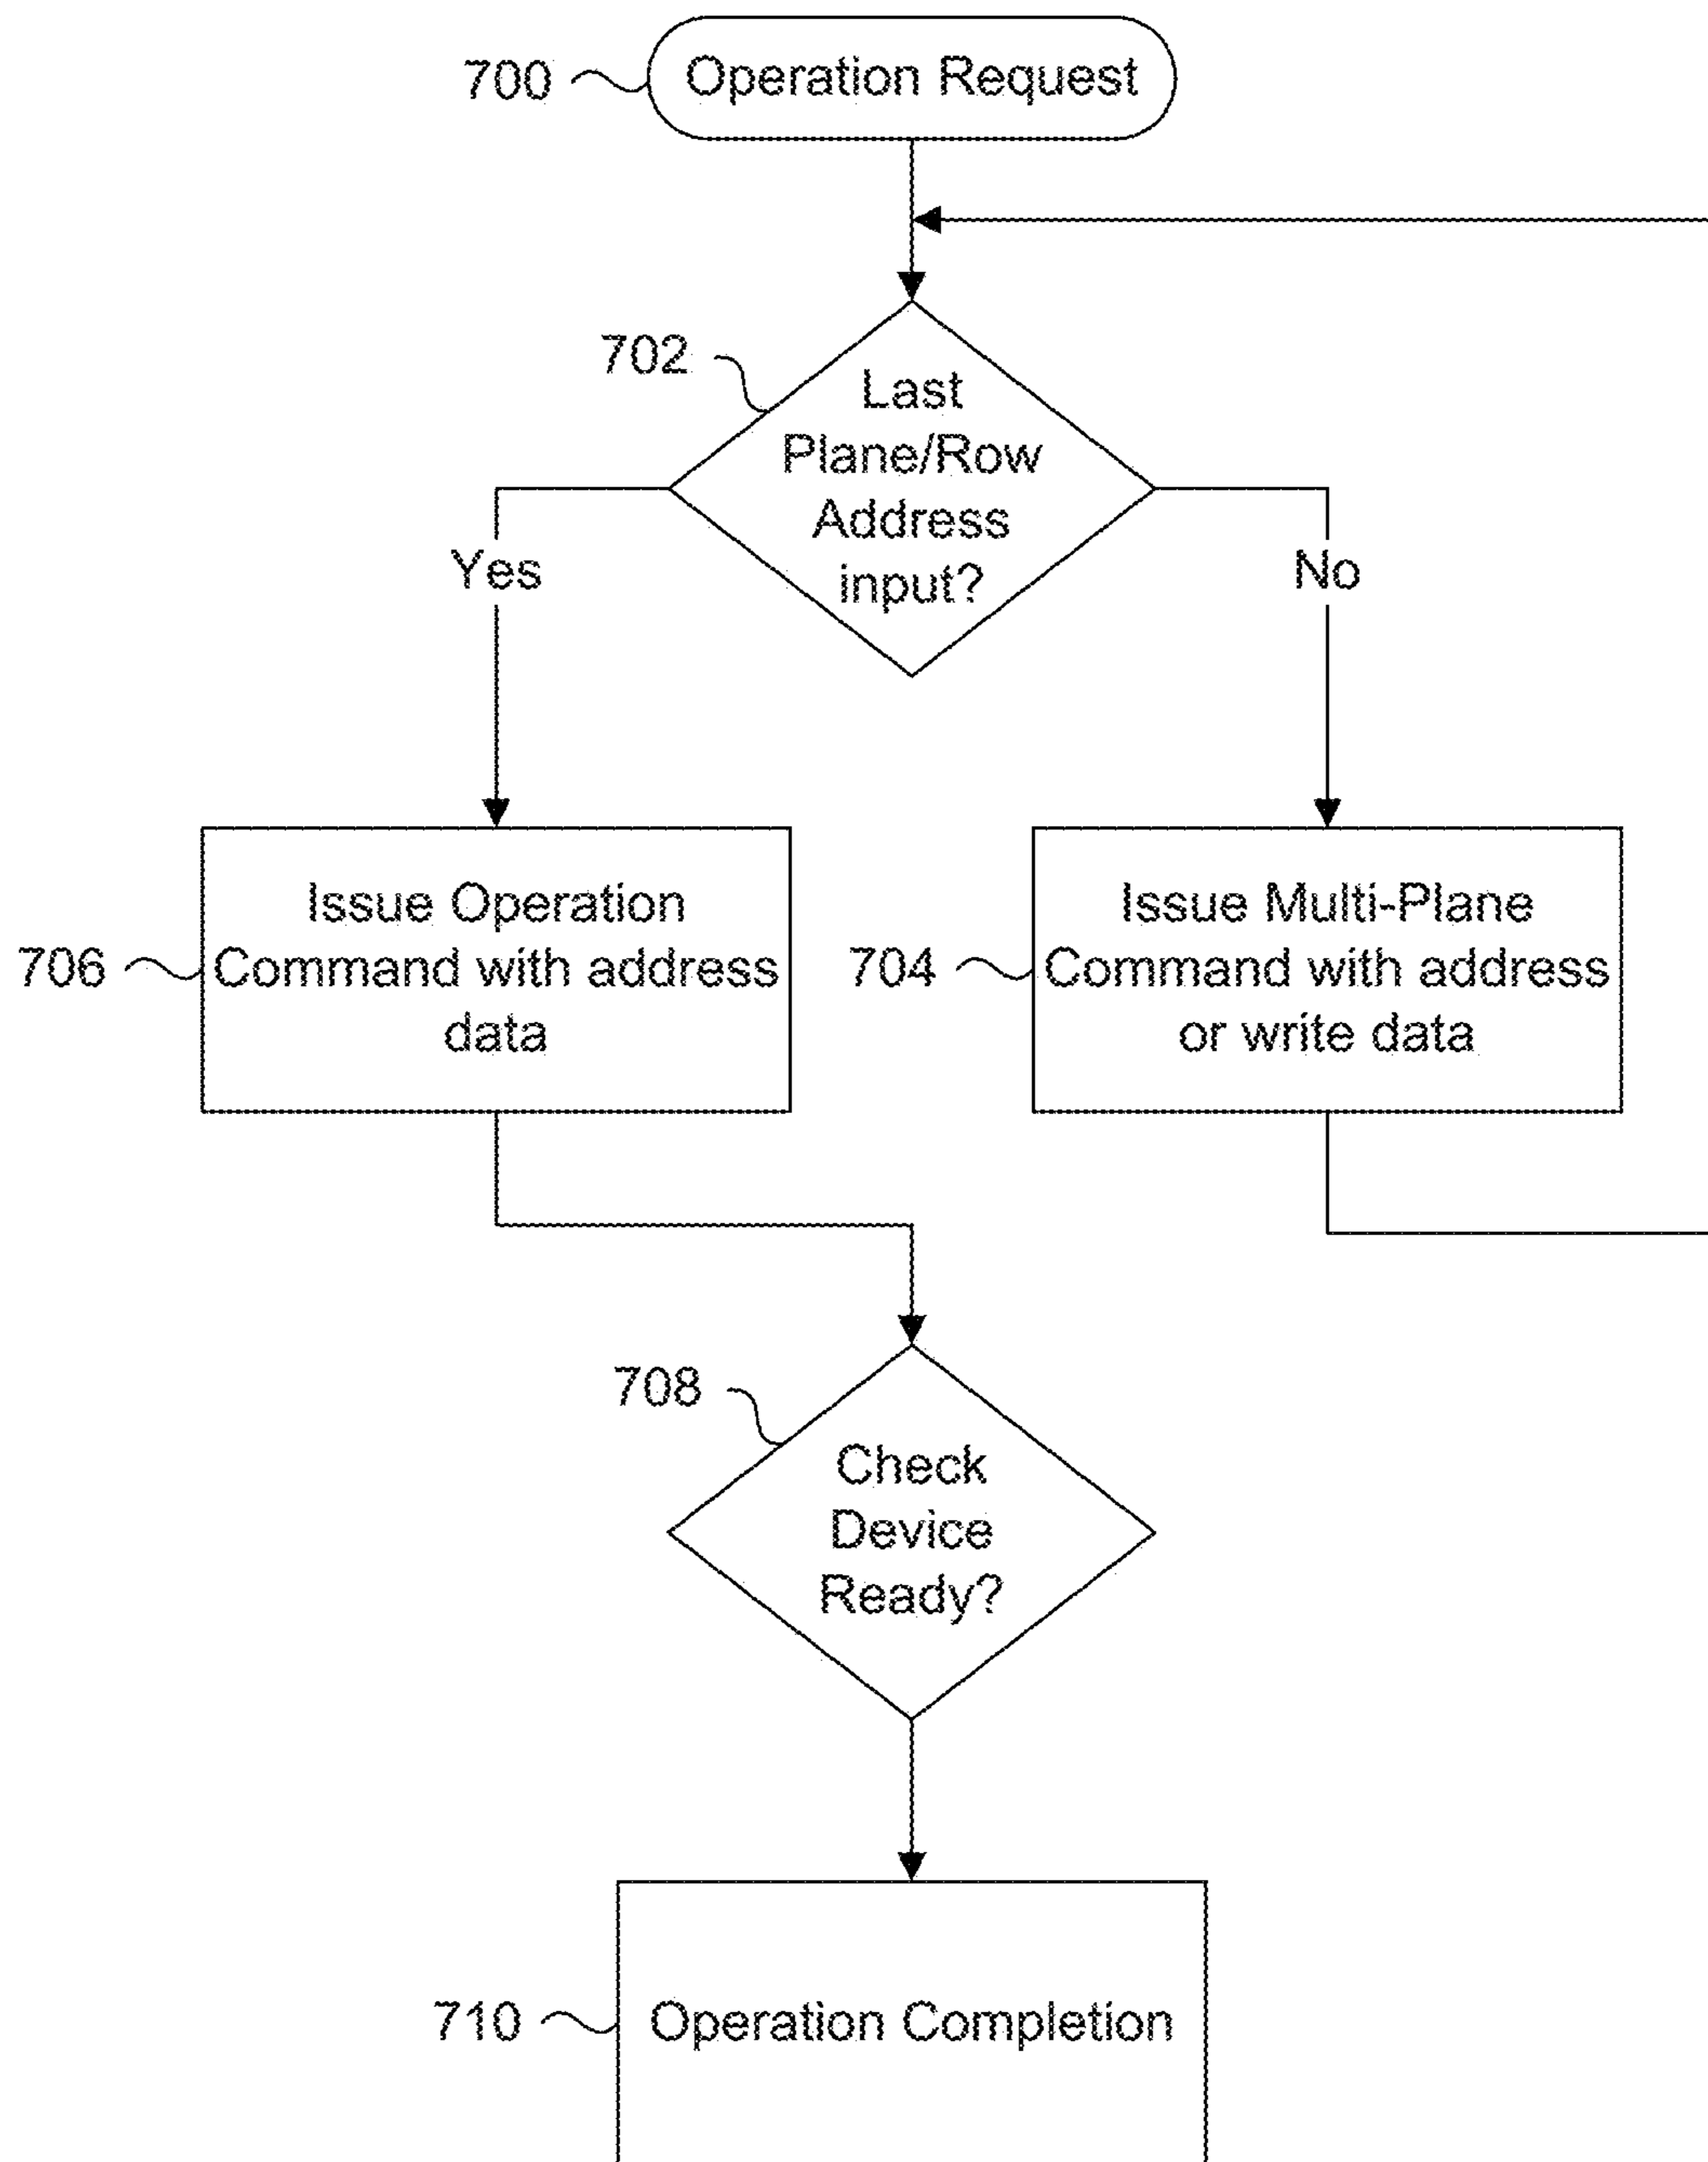 700
Operation Request
702
Last
Plane/Row
Address
input?
Yes
No
706
Issue Operation
Command with address
data
704
Issue Multi-Plane
Command with address
or write data
708
Check
Device
Ready?
710
Operation Completion